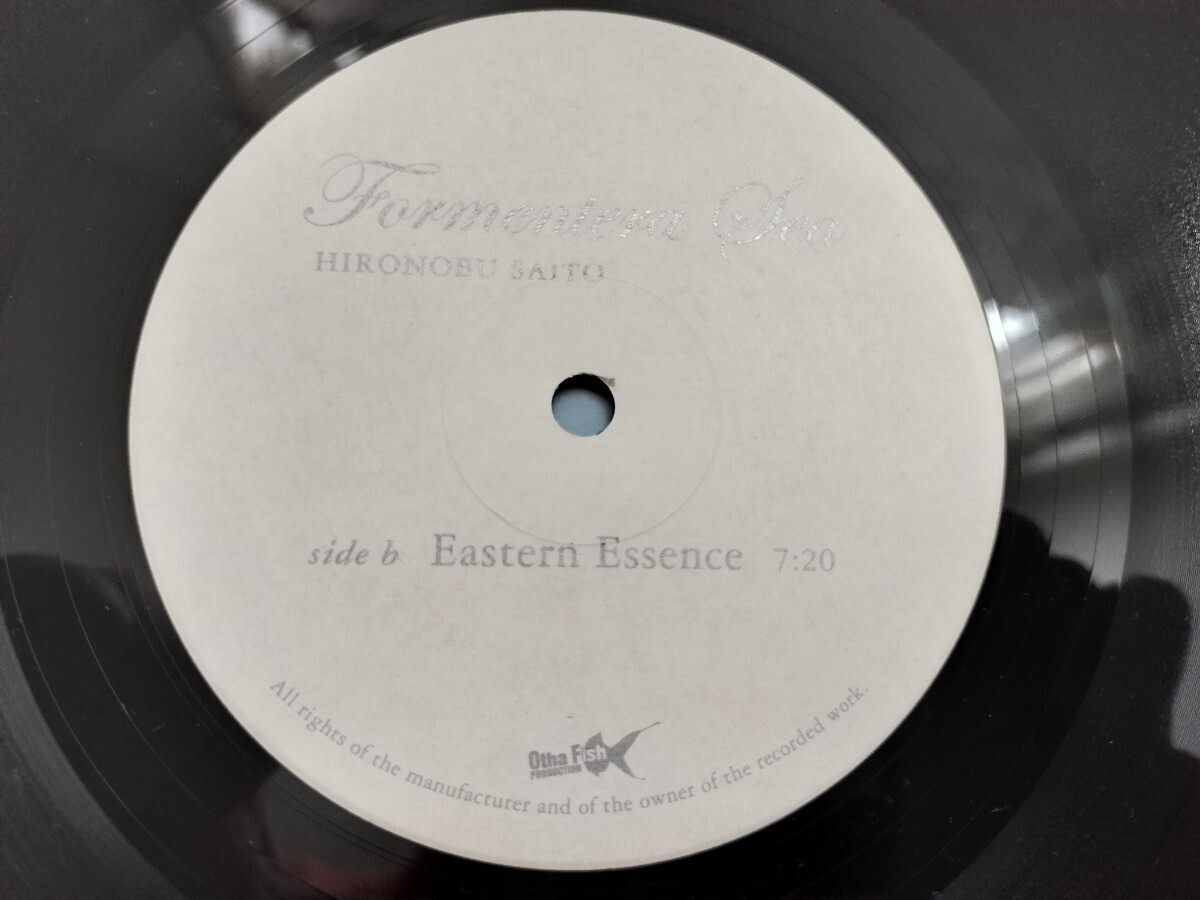 Formentera Sea
HIRONOBU SAITO
side b Eastern Essence 7:20
Otha Fish
PRODUCTION
All rights of the manufacturer and of the owner of the recorded work.